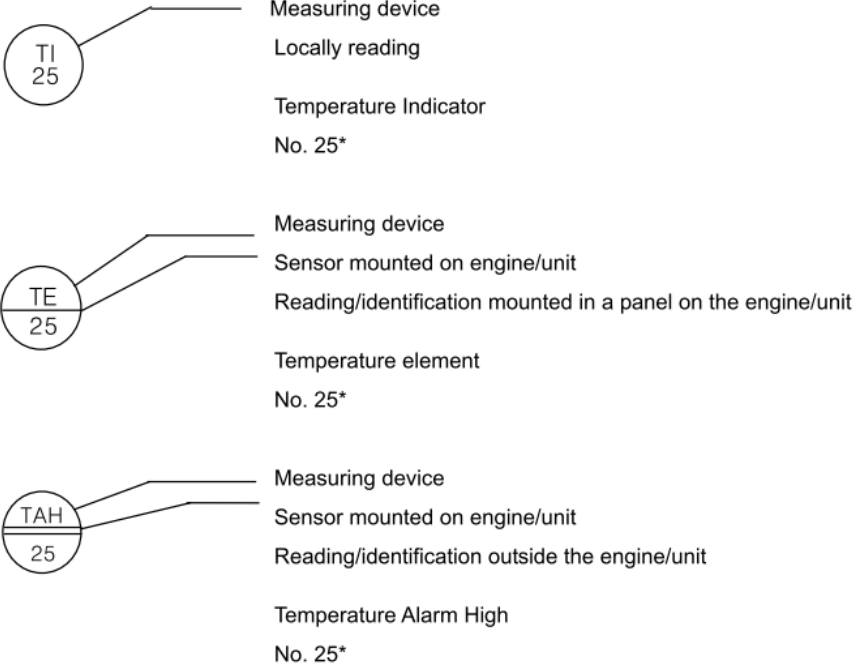 Measuring device
TI
25
Locally reading
Temperature Indicator
No. 25*
Measuring device
Sensor mounted on engine/unit
TE
25
Reading/identification mounted in a panel on the engine/unit
Temperature element
No. 25*
Measuring device
TAH
25
Sensor mounted on engine/unit
Reading/identification outside the engine/unit
Temperature Alarm High
No. 25*